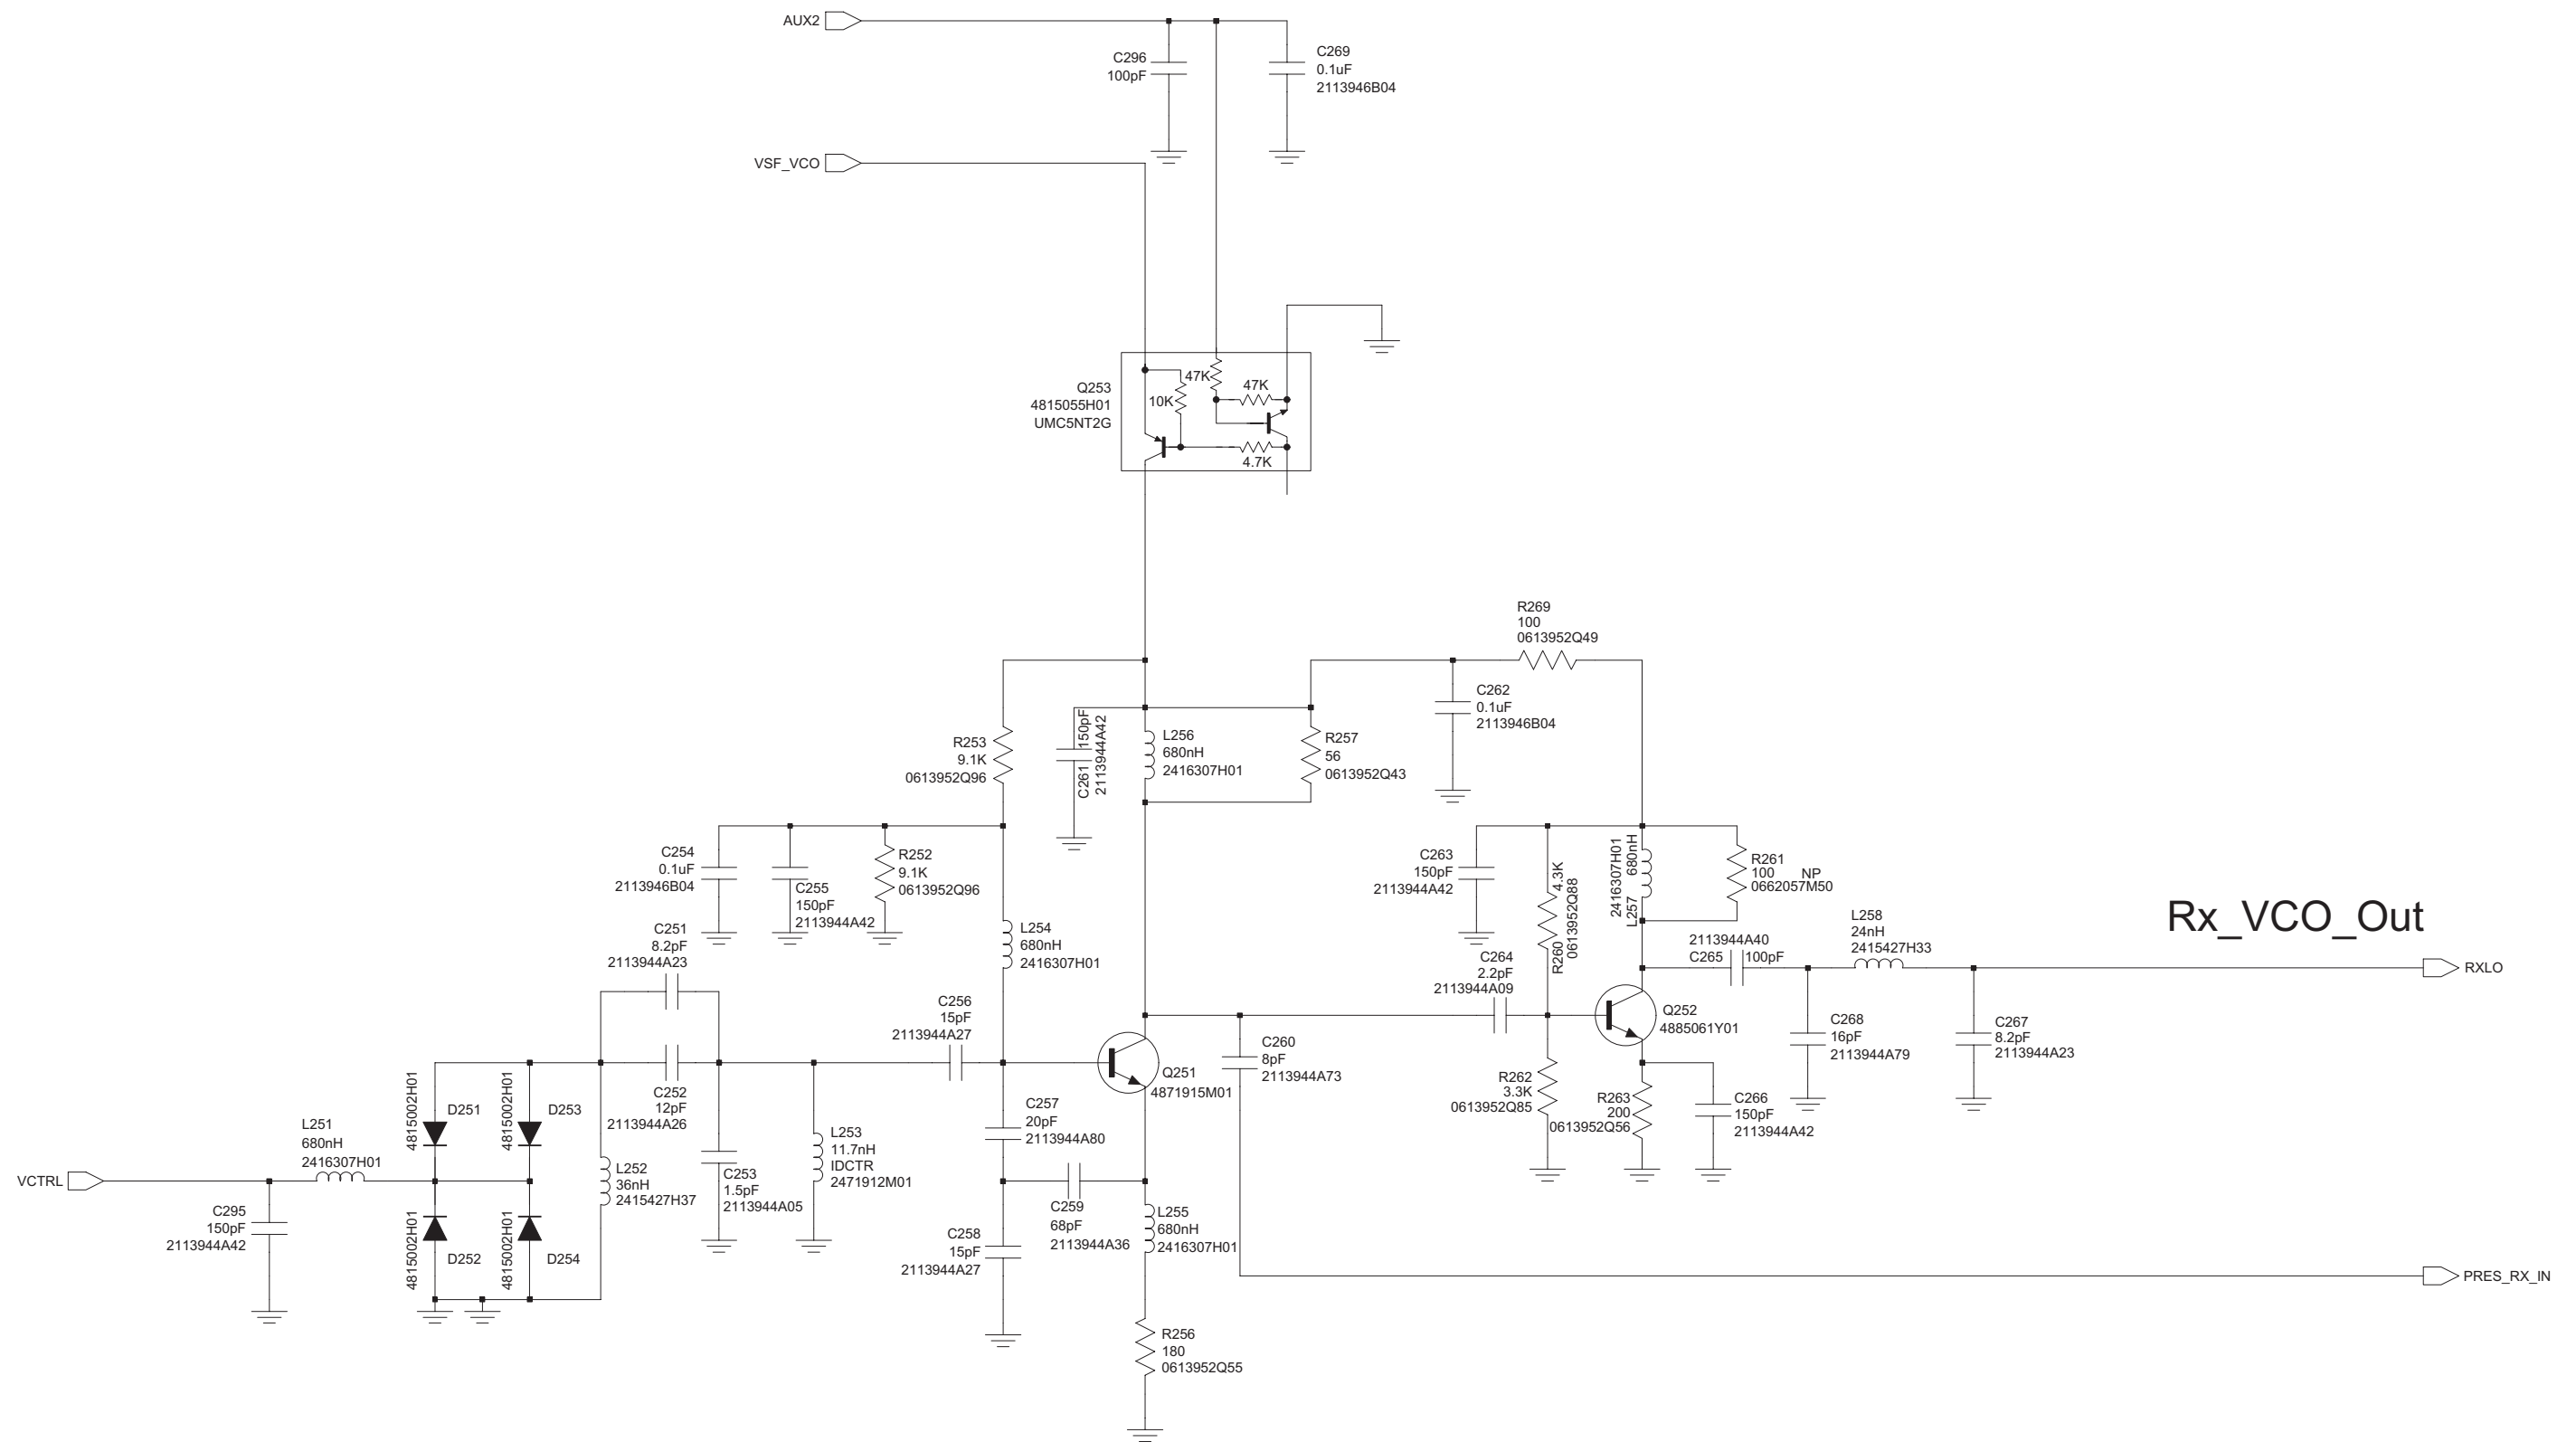 AUX2
C296
100pF
C269
0.1uF
2113946B04
VSF_VCO
Q253
4815055H01
UMC5NT2G
47K
10K
47K
4.7K
R269
100
0613952Q49
C262
0.1uF
2113946B04
R253
9.1K
0613952Q96
C261 150pF
2113944A42
L256
680nH
2416307H01
R257
56
0613952Q43
C254
0.1uF
2113946B04
C255
150pF
2113944A42
R252
9.1K
0613952Q96
C263
150pF
2113944A42
R260 4.3K
0613952Q88
2416307H01
L257 680nH
R261
100 NP
0662057M50
Rx_VCO_Out
C251
8.2pF
2113944A23
L254
680nH
2416307H01
C264
2.2pF
2113944A09
2113944A40
C265 100pF
L258
24nH
2415427H33
RXLO
C256
15pF
2113944A27
Q252
4885061Y01
C268
16pF
2113944A79
C267
8.2pF
2113944A23
C260
8pF
2113944A73
Q251
4871915M01
C252
12pF
2113944A26
4815002H01
D251
4815002H01
D253
C257
20pF
2113944A80
R262
3.3K
0613952Q85
R263
200
0613952Q56
C266
150pF
2113944A42
L251
680nH
2416307H01
VCTRL
L252
36nH
2415427H37
C253
1.5pF
2113944A05
L253
11.7nH
IDCTR
2471912M01
C295
150pF
2113944A42
4815002H01
D252
4815002H01
D254
C258
15pF
2113944A27
C259
68pF
2113944A36
L255
680nH
2416307H01
PRES_RX_IN
R256
180
0613952Q55